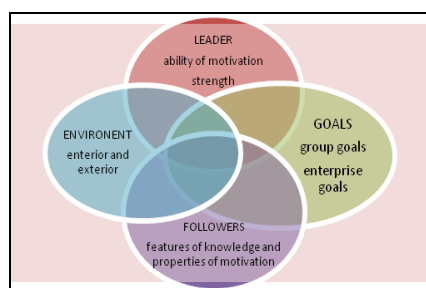 LEADER
ability of motivation
strength
ENVIRONENT
enterior and
exterior
GOALS
group goals
enterprise
goals
FOLLOWERS
features of knowledge and
properties of motivation